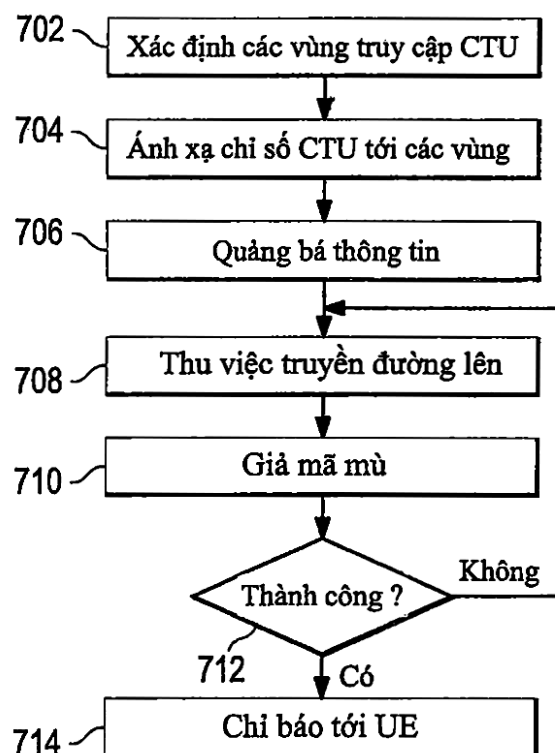 702
Xác định các vùng truy cập CTU
704
Ánh xạ chỉ số CTU tới các vùng
706
Quảng bá thông tin
708
Thu việc truyền đường lên
710
Giả mã mù
Thành công ?
Không
712
Có
714
Chỉ báo tới UE